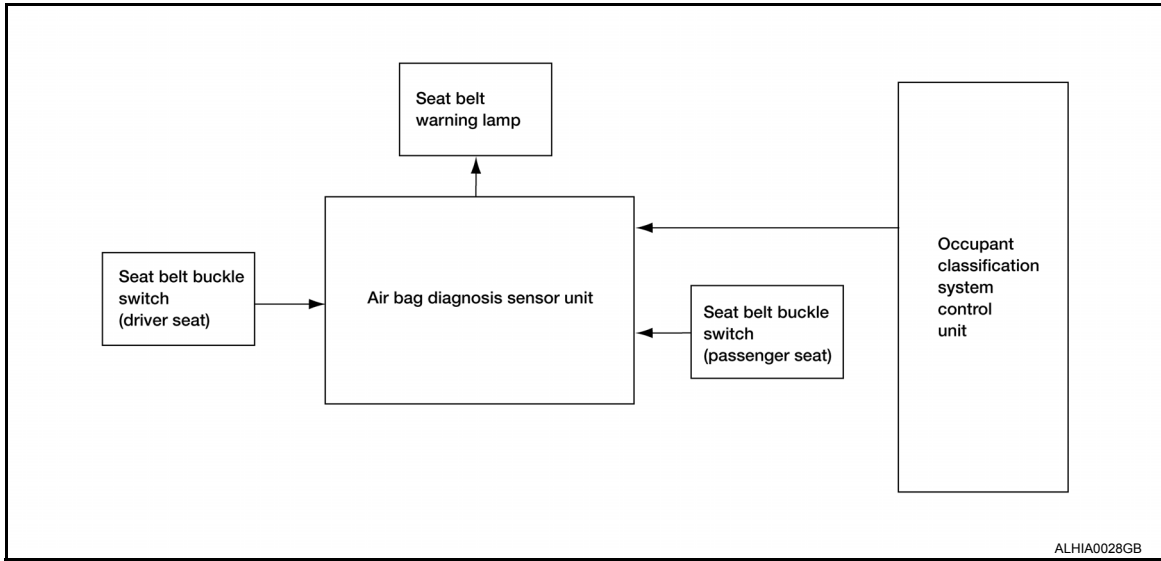 Seat belt
warning lamp
Seat belt buckle
switch
(driver seat)
Air bag diagnosis sensor unit
Seat belt buckle
switch
(passenger seat)
Occupant
classification
system
control
unit
ALHIA0028GB